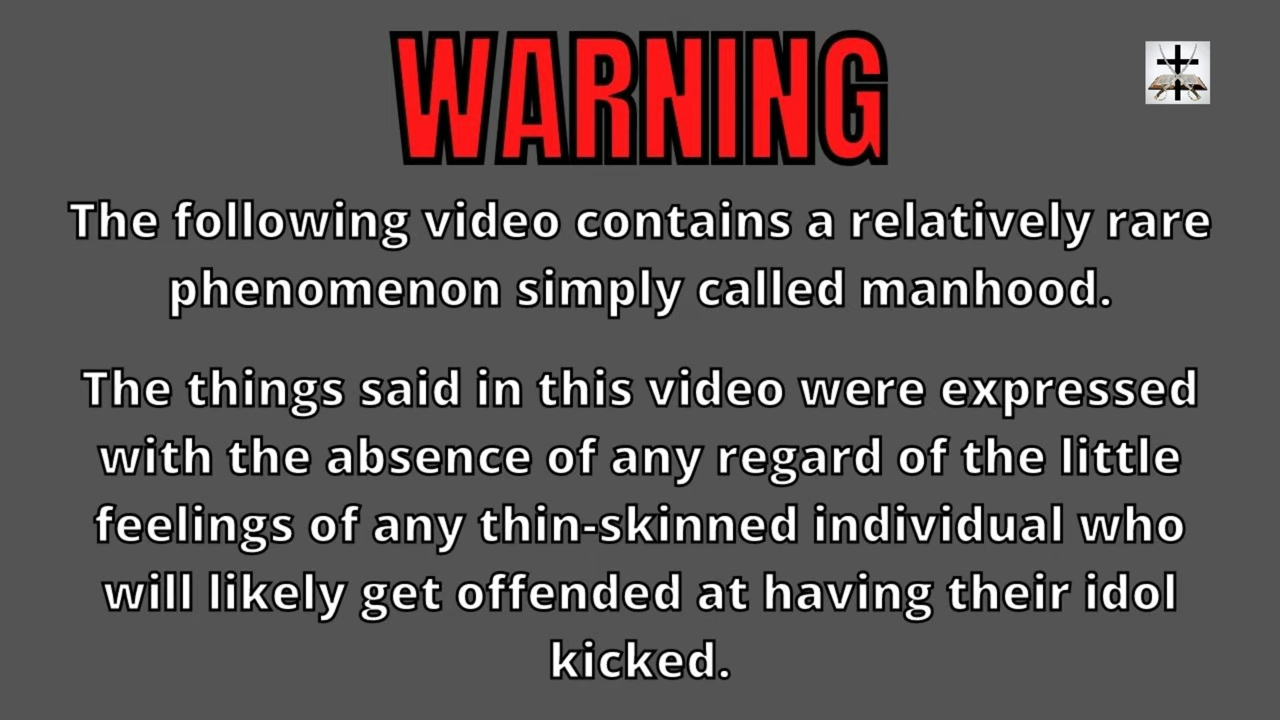 WARNING
The following video contains a relatively rare
phenomenon simply called manhood.
The things said in this video were expressed
with the absence of any regard of the little
feelings of any thin-skinned individual who
will likely get offended at having their idol
kicked.